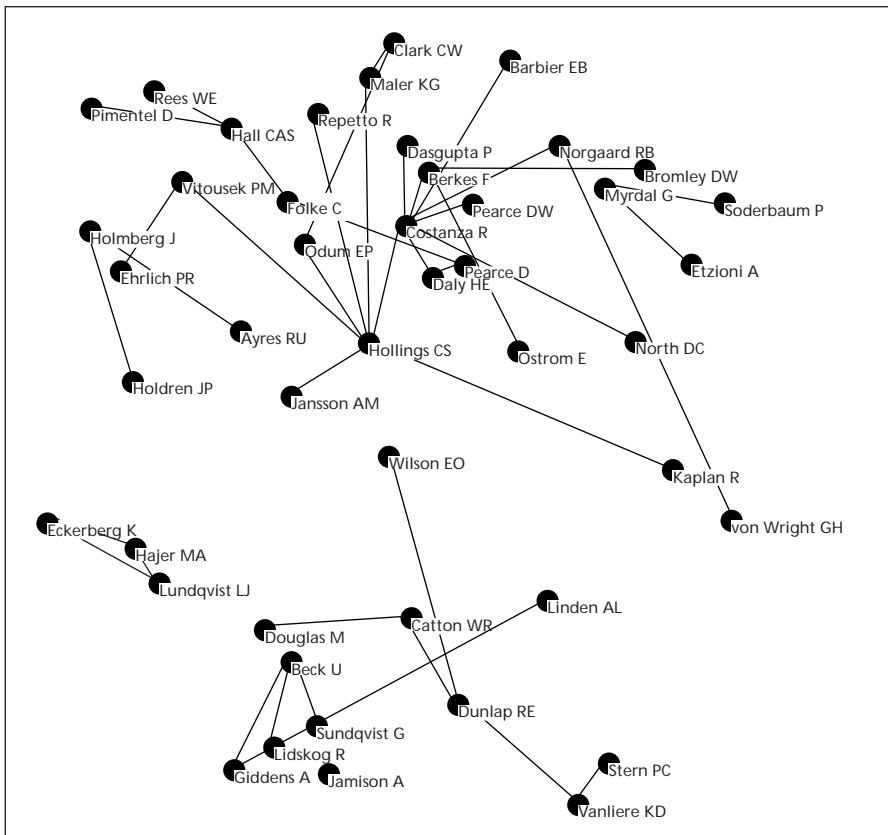 Clark CW
Barbier EB
Maler KG
Rees WE
Pimentel D
Repetto R
Hall CAS
Dasgupta P
Norgaard RB
Berkes F
Bromley DW
Vitousek PM
Myrdal G
Folke C
Pearce DW
Soderbaum P
Costanza R
Holmberg J
Odum EP
Pearce D
Etzioni A
Ehrlich PR
Daly HE
Ayres RU
Hollings CS
North DC
Ostrom E
Holdren JP
Jansson AM
Wilson EO
Kaplan R
von Wright GH
Eckerberg K
Hajer MA
Lundqvist LJ
Linden AL
Catton WR
Douglas M
Beck U
Dunlap RE
Sundqvist G
Lidskog R
Giddens A
Jamison A
Stern PC
Vanliere KD